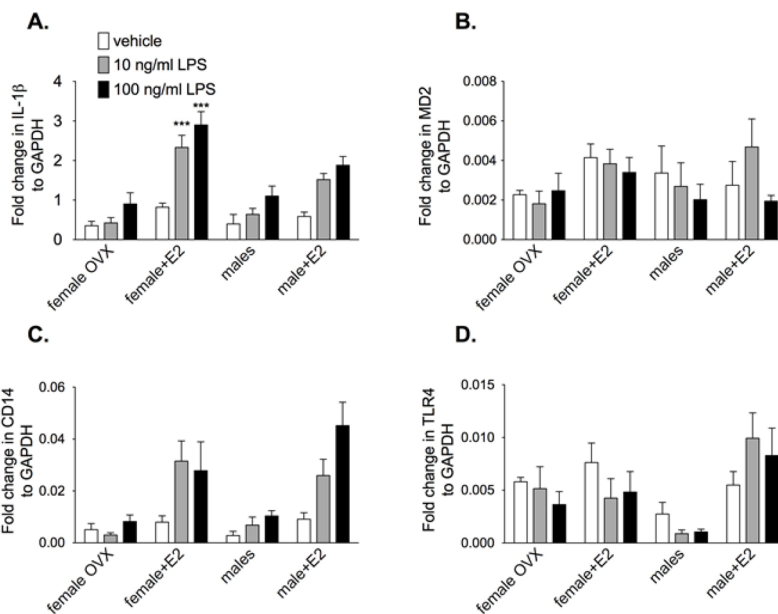 A.
vehicle
10 ng/ml LPS
100 ng/ml LPS
Fold change in IL-1β
to GAPDH
4
3
2
1
0
***
***
female OVX
female+E2
males
male+E2
B.
Fold change in MD2
to GAPDH
0.008
0.006
0.004
0.002
0.000
female OVX
female+E2
males
male+E2
C.
Fold change in CD14
to GAPDH
0.06
0.04
0.02
0.00
female OVX
female+E2
males
male+E2
D.
Fold change in TLR4
to GAPDH
0.015
0.010
0.005
0.000
female OVX
female+E2
males
male+E2